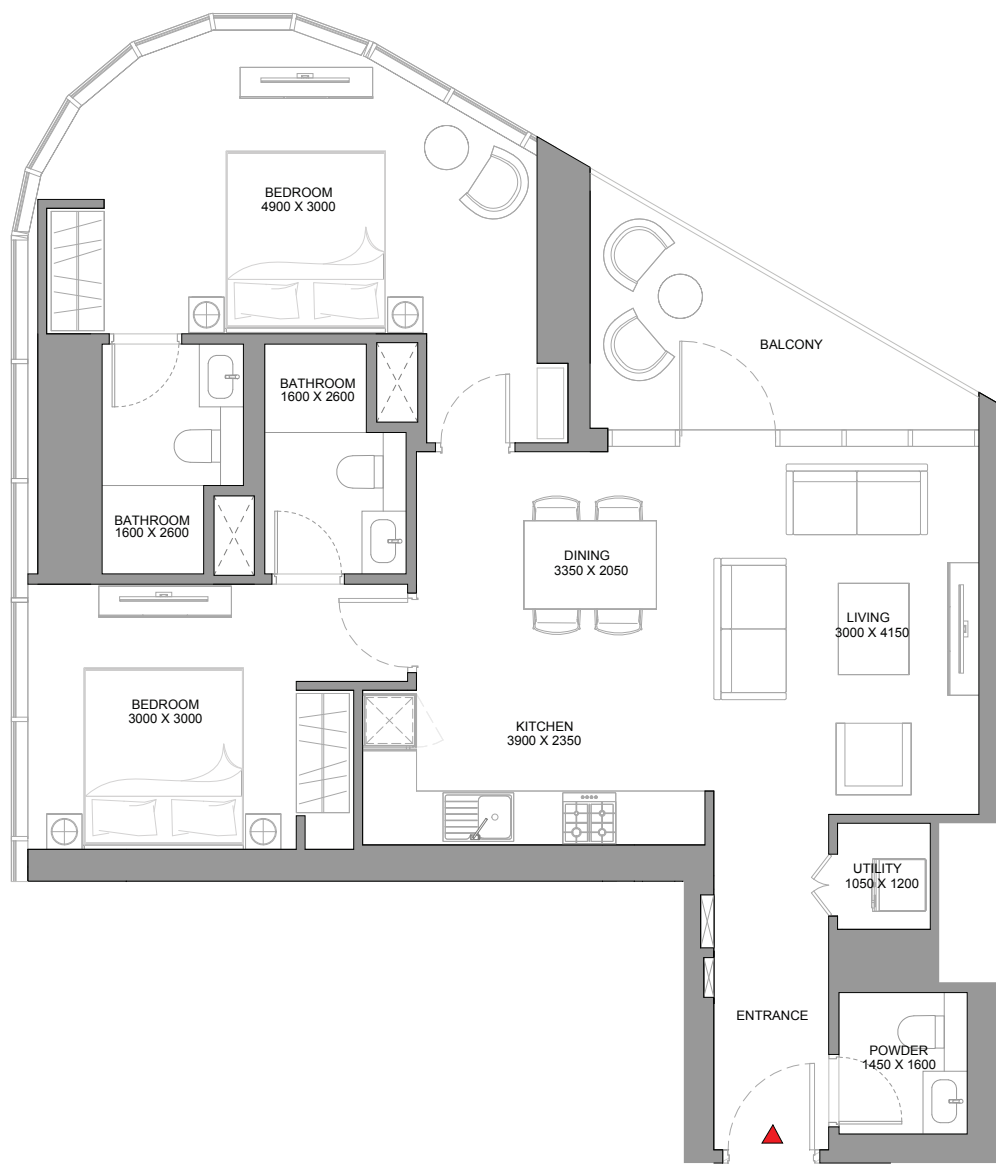 BEDROOM
4900 X 3000
BALCONY
BATHROOM
1600 X 2600
BATHROOM
1600 X 2600
DINING
3350 X 2050
LIVING
3000 X 4150
BEDROOM
3000 X 3000
KITCHEN
3900 X 2350
UTILITY
1050 X 1200
ENTRANCE
POWDER
1450 X 1600